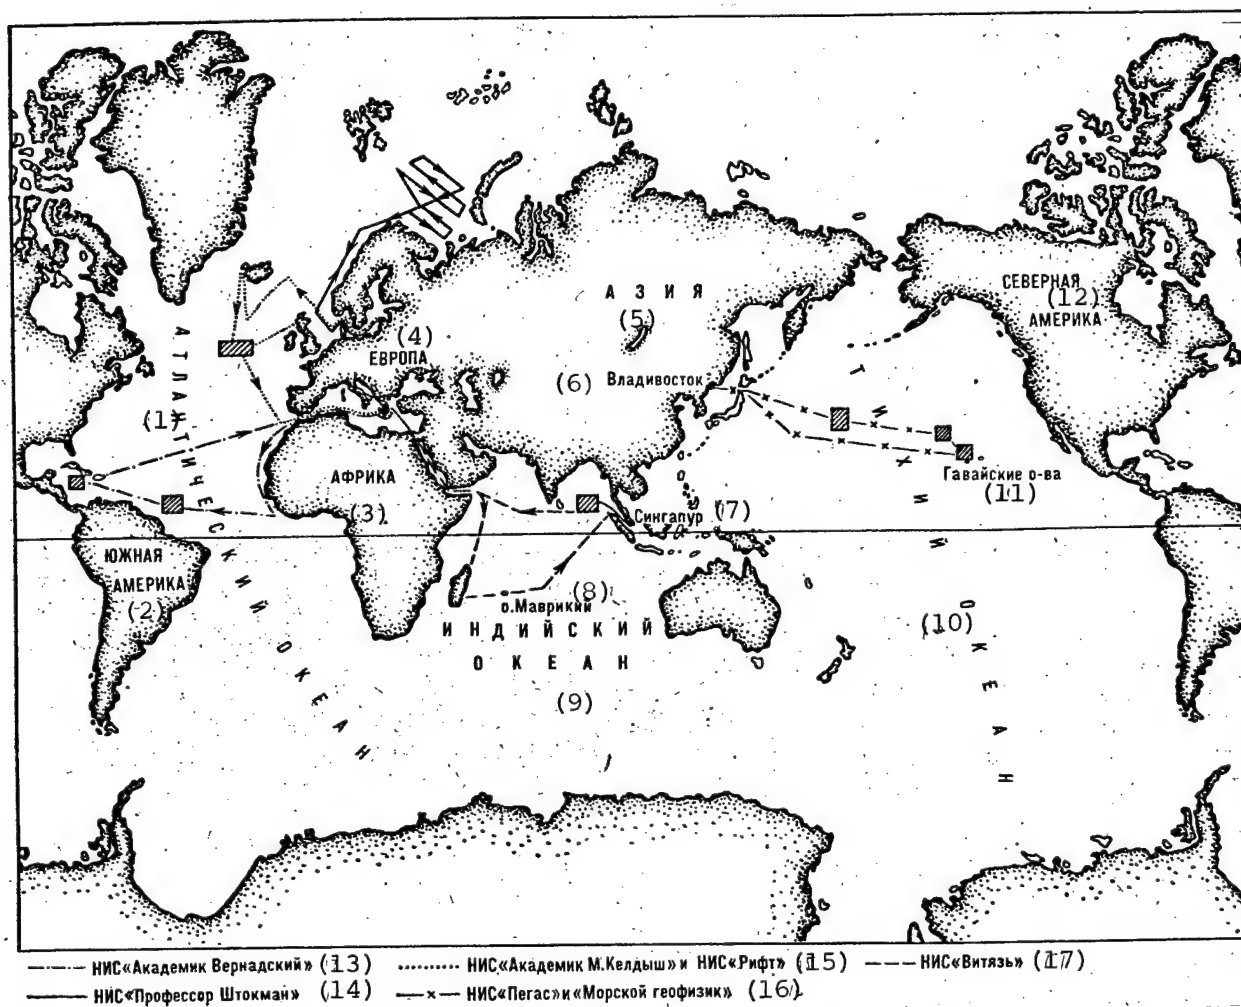 АЗИЯ
(5)
СЕВЕРНАЯ
(12)
АМЕРИКА
(4)
ЕВРОПА
(6)
Владивосток
АТЛАНТИЧЕСКИЙ ОКЕАН
(1)
ТИХИЙ ОКЕАН
(10)
АФРИКА
(3)
Гавайские о-ва
(11)
Сингапур (7)
ЮЖНАЯ
АМЕРИКА
(2)
(8)
о.Маврикий
ИНДИЙСКИЙ
ОКЕАН
(9)
НИС«Академик Вернадский» (13)
НИС«Академик М.Келдыш» и НИС«Рифт» (15)
НИС«Витязь» (17)
НИС«Профессор Штокман» (14)
НИС«Пегас»и«Морской геофизик» (16)